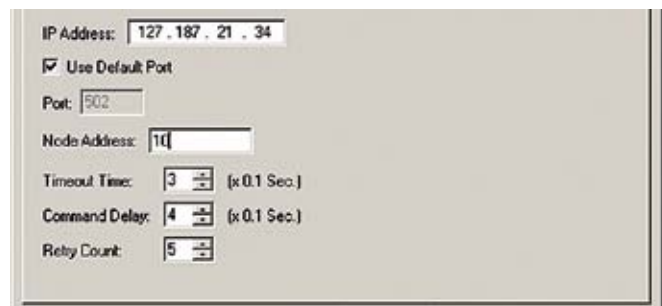 IP Address: 127 . 187 . 21 . 34
Use Default Port
Port: 502
Node Address: 10
Timeout Time: 3 (x 0.1 Sec.)
Command Delay: 4 (x 0.1 Sec.)
Retry Count: 5